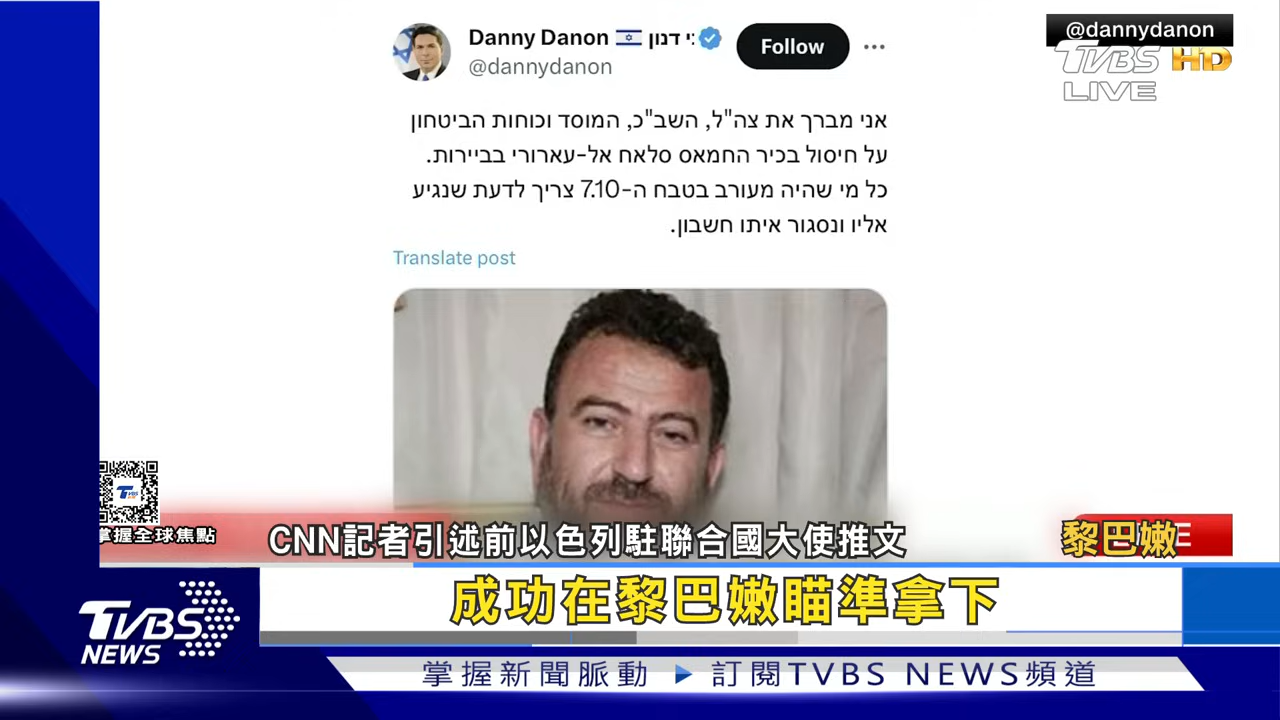 Danny Danon 🇮🇱 ני דנון
@dannydanon
Follow
@dannydanon
TVBS HD
LIVE
אני מברך את צה"ל, השב"כ, המוסד וכוחות הביטחון
על חיסול בכיר החמאס סלאח אל-עארורי בביירות.
כל מי שהיה מעורב בטבח ה-7.10 צריך לדעת שנגיע
אליו ונסגור איתו חשבון.
Translate post
TVBS
掌握全球焦點
CNN記者引述前以色列駐聯合國大使推文
黎巴嫩
成功在黎巴嫩瞄準拿下
TVBS
NEWS
掌握新聞脈動 ▶ 訂閱TVBS NEWS頻道